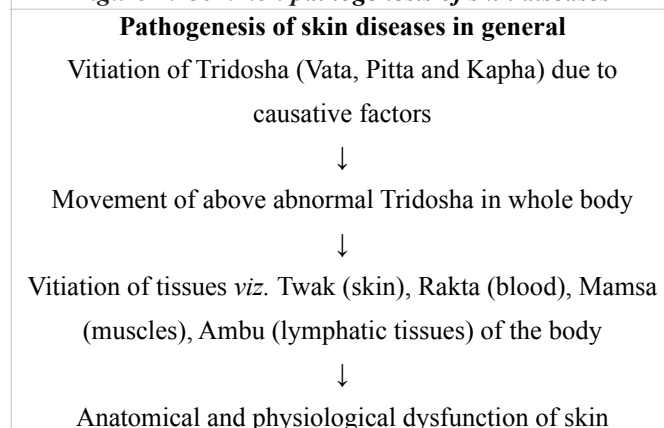 Pathogenesis of skin diseases in general
Vitiation of Tridosha (Vata, Pitta and Kapha) due to
causative factors
↓
Movement of above abnormal Tridosha in whole body
↓
Vitiation of tissues viz. Twak (skin), Rakta (blood), Mamsa
(muscles), Ambu (lymphatic tissues) of the body
↓
Anatomical and physiological dysfunction of skin